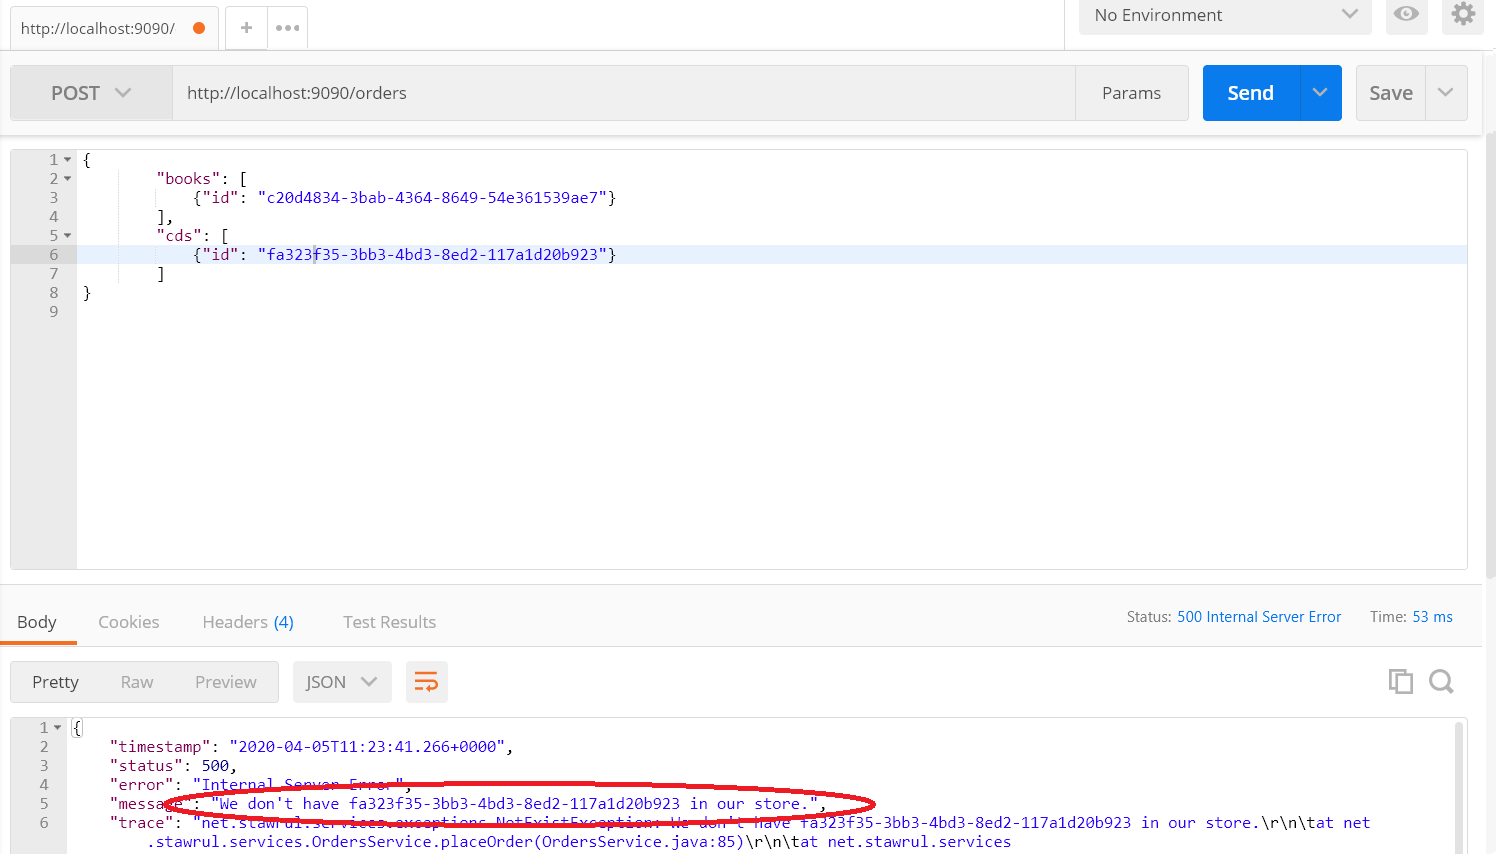 http://localhost:9090/ + ••• No Environment
POST http://localhost:9090/orders Params Send Save
1 {
2 "books": [
3 {"id": "c20d4834-3bab-4364-8649-54e361539ae7"}
4 ],
5 "cds": [
6 {"id": "fa323f35-3bb3-4bd3-8ed2-117a1d20b923"}
7 ]
8 }
9
Body Cookies Headers (4) Test Results Status: 500 Internal Server Error Time: 53 ms
Pretty Raw Preview JSON
1 {
2 "timestamp": "2020-04-05T11:23:41.266+0000",
3 "status": 500,
4 "error": "Internal Server Error",
5 "message": "We don't have fa323f35-3bb3-4bd3-8ed2-117a1d20b923 in our store.",
6 "trace": "net.stawrul.services.exceptions.NotExistException: We don't have fa323f35-3bb3-4bd3-8ed2-117a1d20b923 in our store.\r\n\tat net
.stawrul.services.OrdersService.placeOrder(OrdersService.java:85)\r\n\tat net.stawrul.services